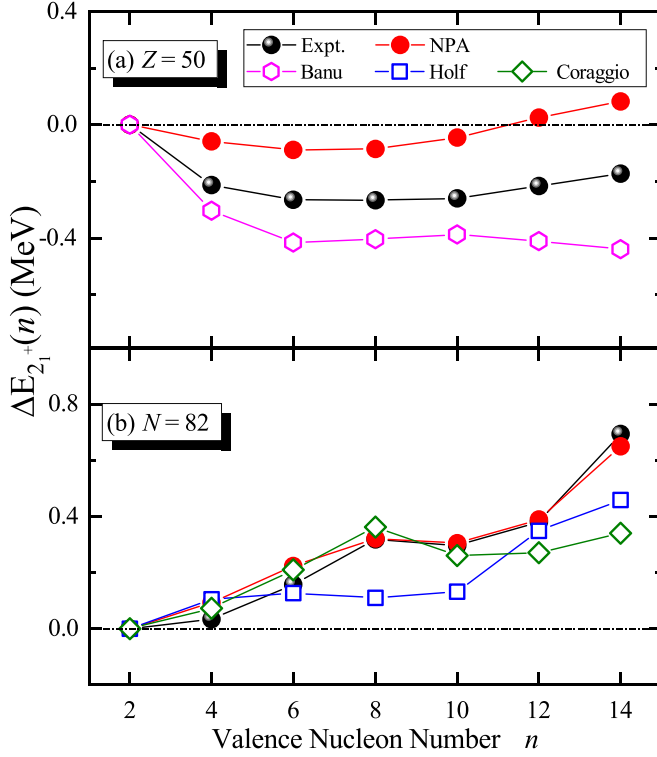 0.4
(a) Z = 50
Expt. NPA
Banu Holf Coraggio
0.0
-0.4
ΔE₂₁⁺(n) (MeV)
0.8
(b) N = 82
0.4
0.0
2 4 6 8 10 12 14
Valence Nucleon Number n